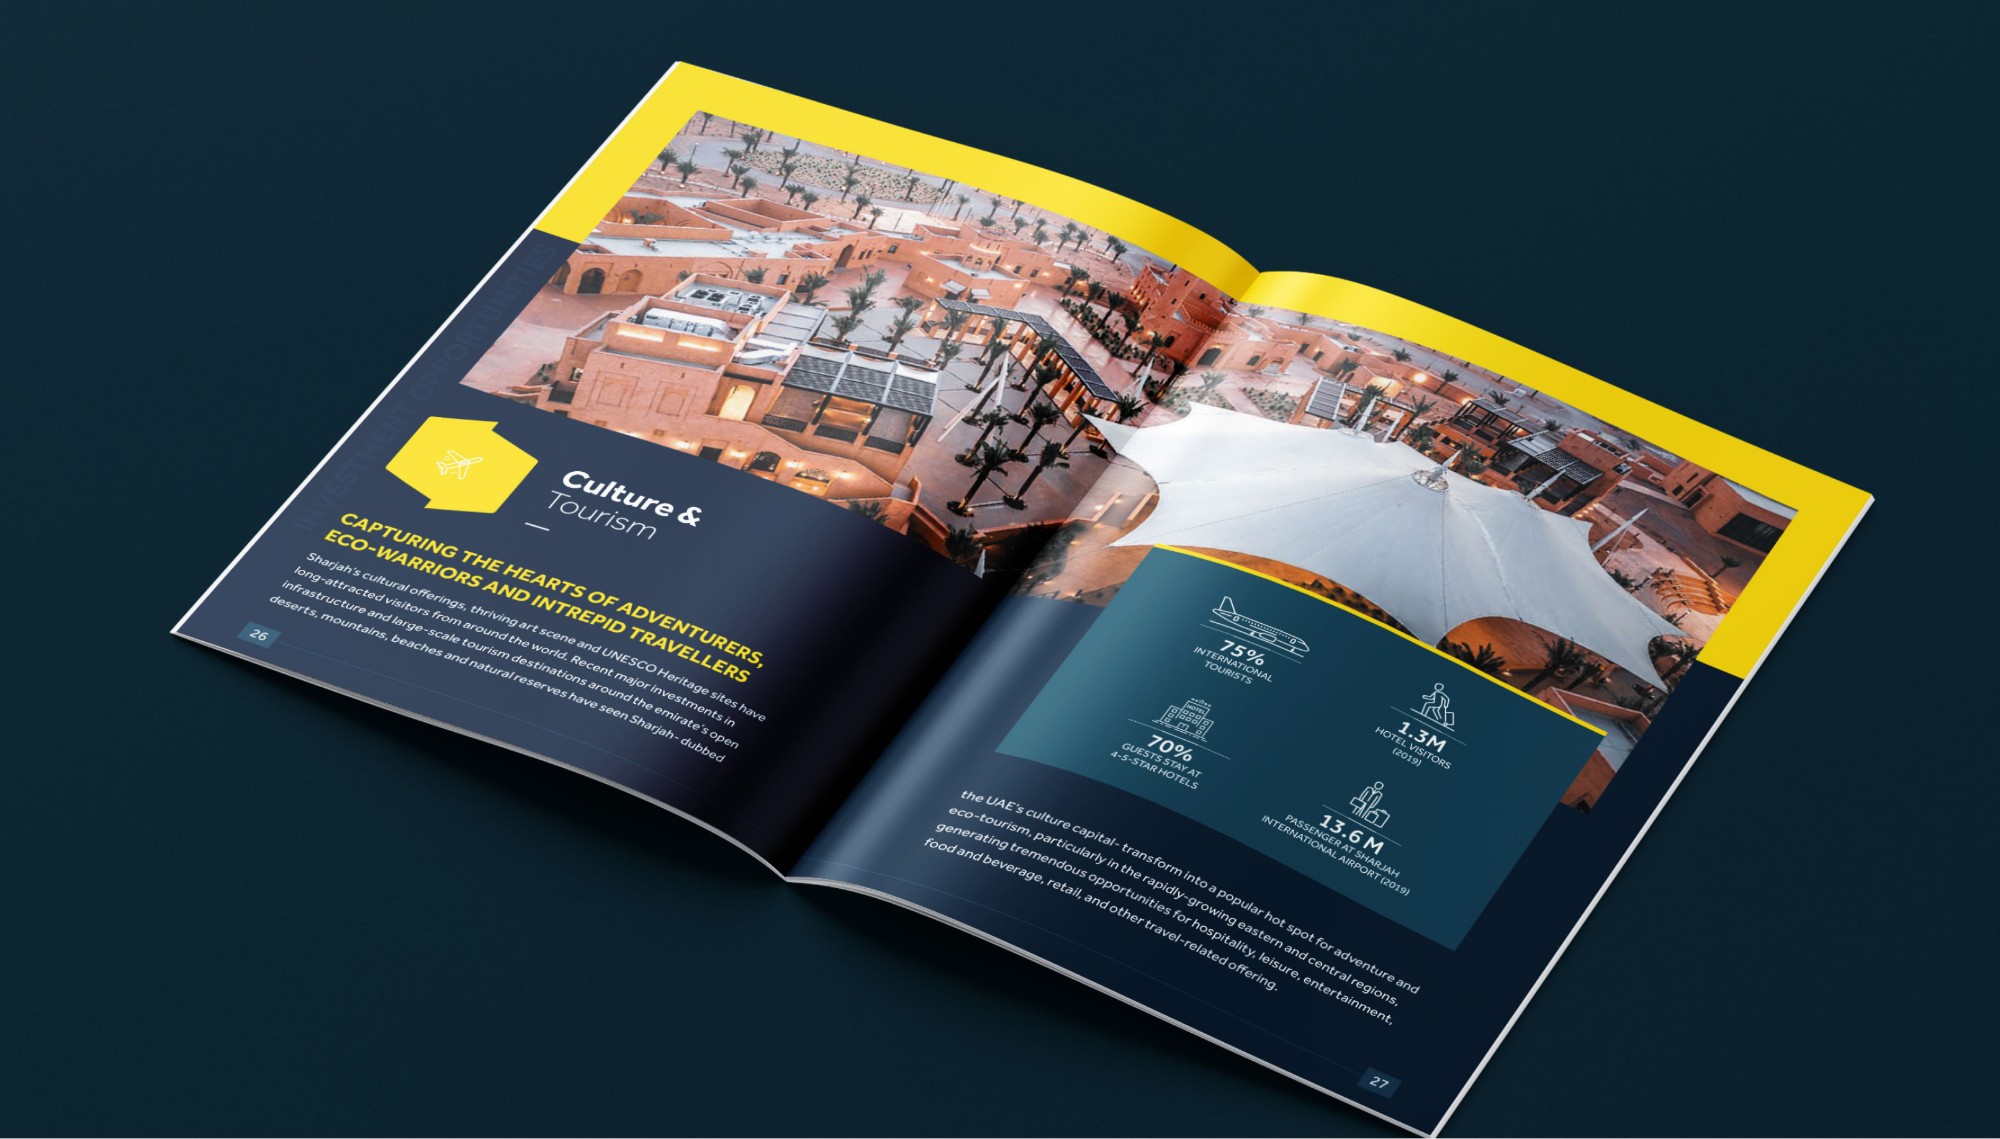 INVESTMENT OPPORTUNITIES
Culture &
Tourism
CAPTURING THE HEARTS OF ADVENTURERS,
ECO-WARRIORS AND INTREPID TRAVELLERS
Sharjah's cultural offerings, thriving art scene and UNESCO Heritage sites have
long-attracted visitors from around the world. Recent major investments in
infrastructure and large-scale tourism destinations around the emirate's open
deserts, mountains, beaches and natural reserves have seen Sharjah- dubbed
26
75%
INTERNATIONAL
TOURISTS
HOTEL
70%
GUESTS STAY AT
4-5-STAR HOTELS
1.3M
HOTEL VISITORS
(2019)
13.6 M
PASSENGER AT SHARJAH
INTERNATIONAL AIRPORT (2019)
the UAE's culture capital- transform into a popular hot spot for adventure and
eco-tourism, particularly in the rapidly-growing eastern and central regions,
generating tremendous opportunities for hospitality, leisure, entertainment,
food and beverage, retail, and other travel-related offering.
27